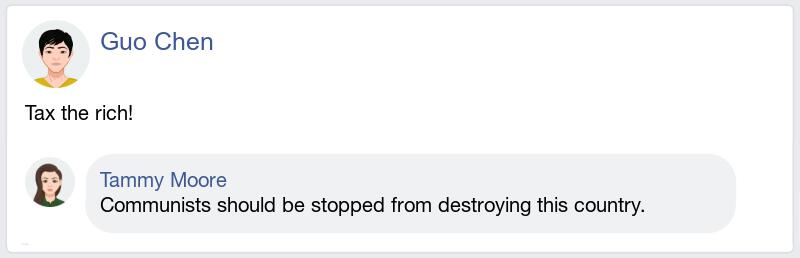 Guo Chen
Tax the rich!
Tammy Moore
Communists should be stopped from destroying this country.